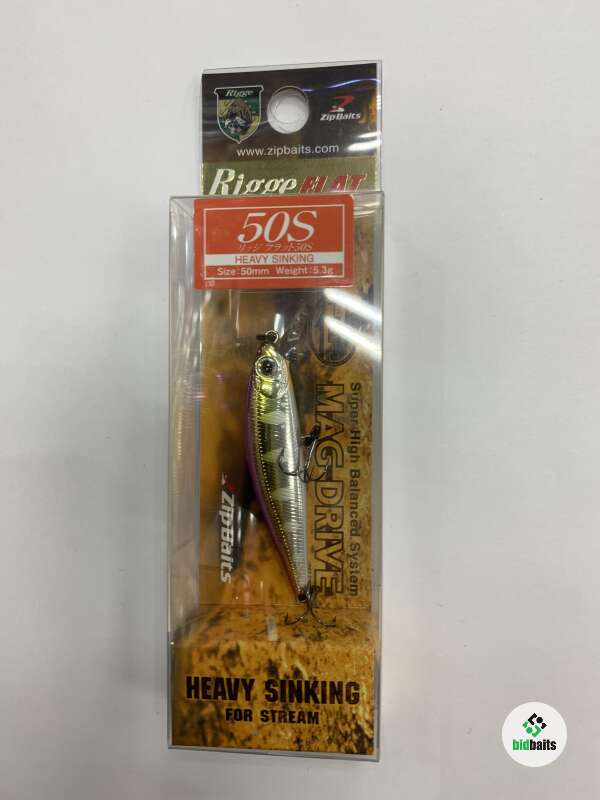 Rigge
ZipBaits
www.zipbaits.com
Rigge FLAT
50S
リッジ フラット50S
HEAVY SINKING
Size:50mm Weight:5.3g
MAG DRIVE
Super High Balanced System
ZipBaits
HEAVY SINKING
FOR STREAM
bidbaits